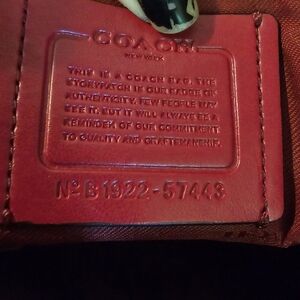 COACH
NEW YORK
THIS IS A COACH BAG. THE
STORYPATCH IS OUR BADGE OF
AUTHENTICITY. FEW PEOPLE MAY
SEE IT. BUT IT WILL ALWAYS BE A
REMINDER OF OUR COMMITMENT
TO QUALITY AND CRAFTSMANSHIP.
Nº B1922-57443